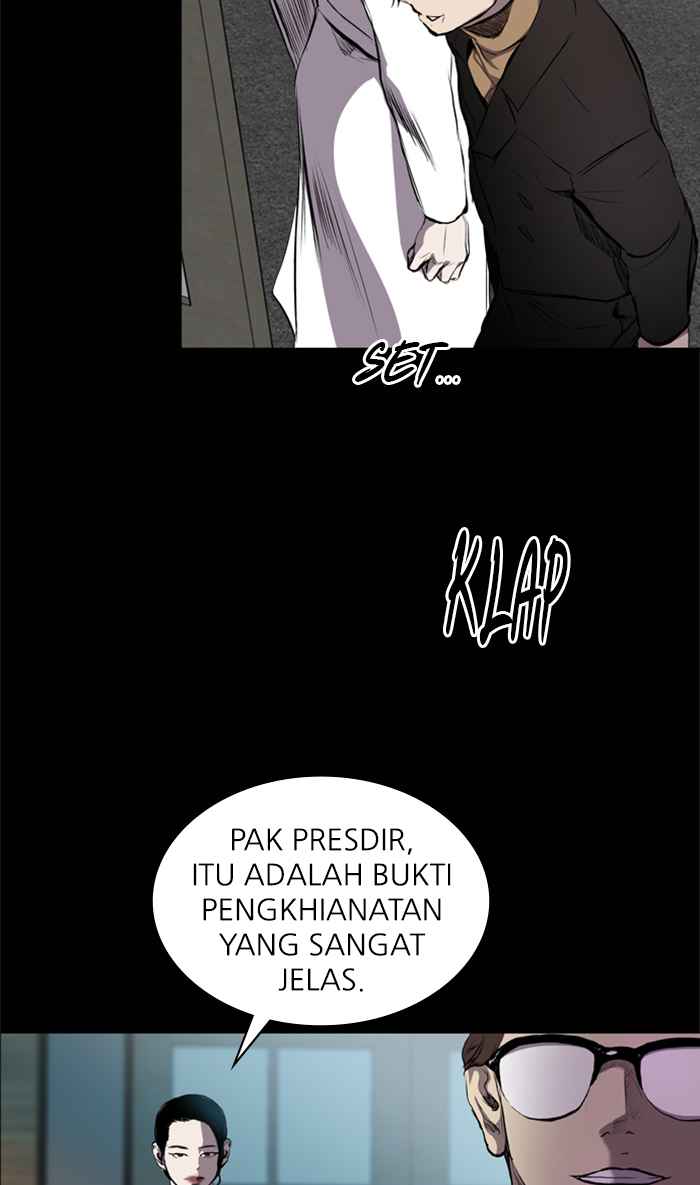 SET...
KLAP
PAK PRESDIR,
ITU ADALAH BUKTI
PENGKHIANATAN
YANG SANGAT
JELAS.